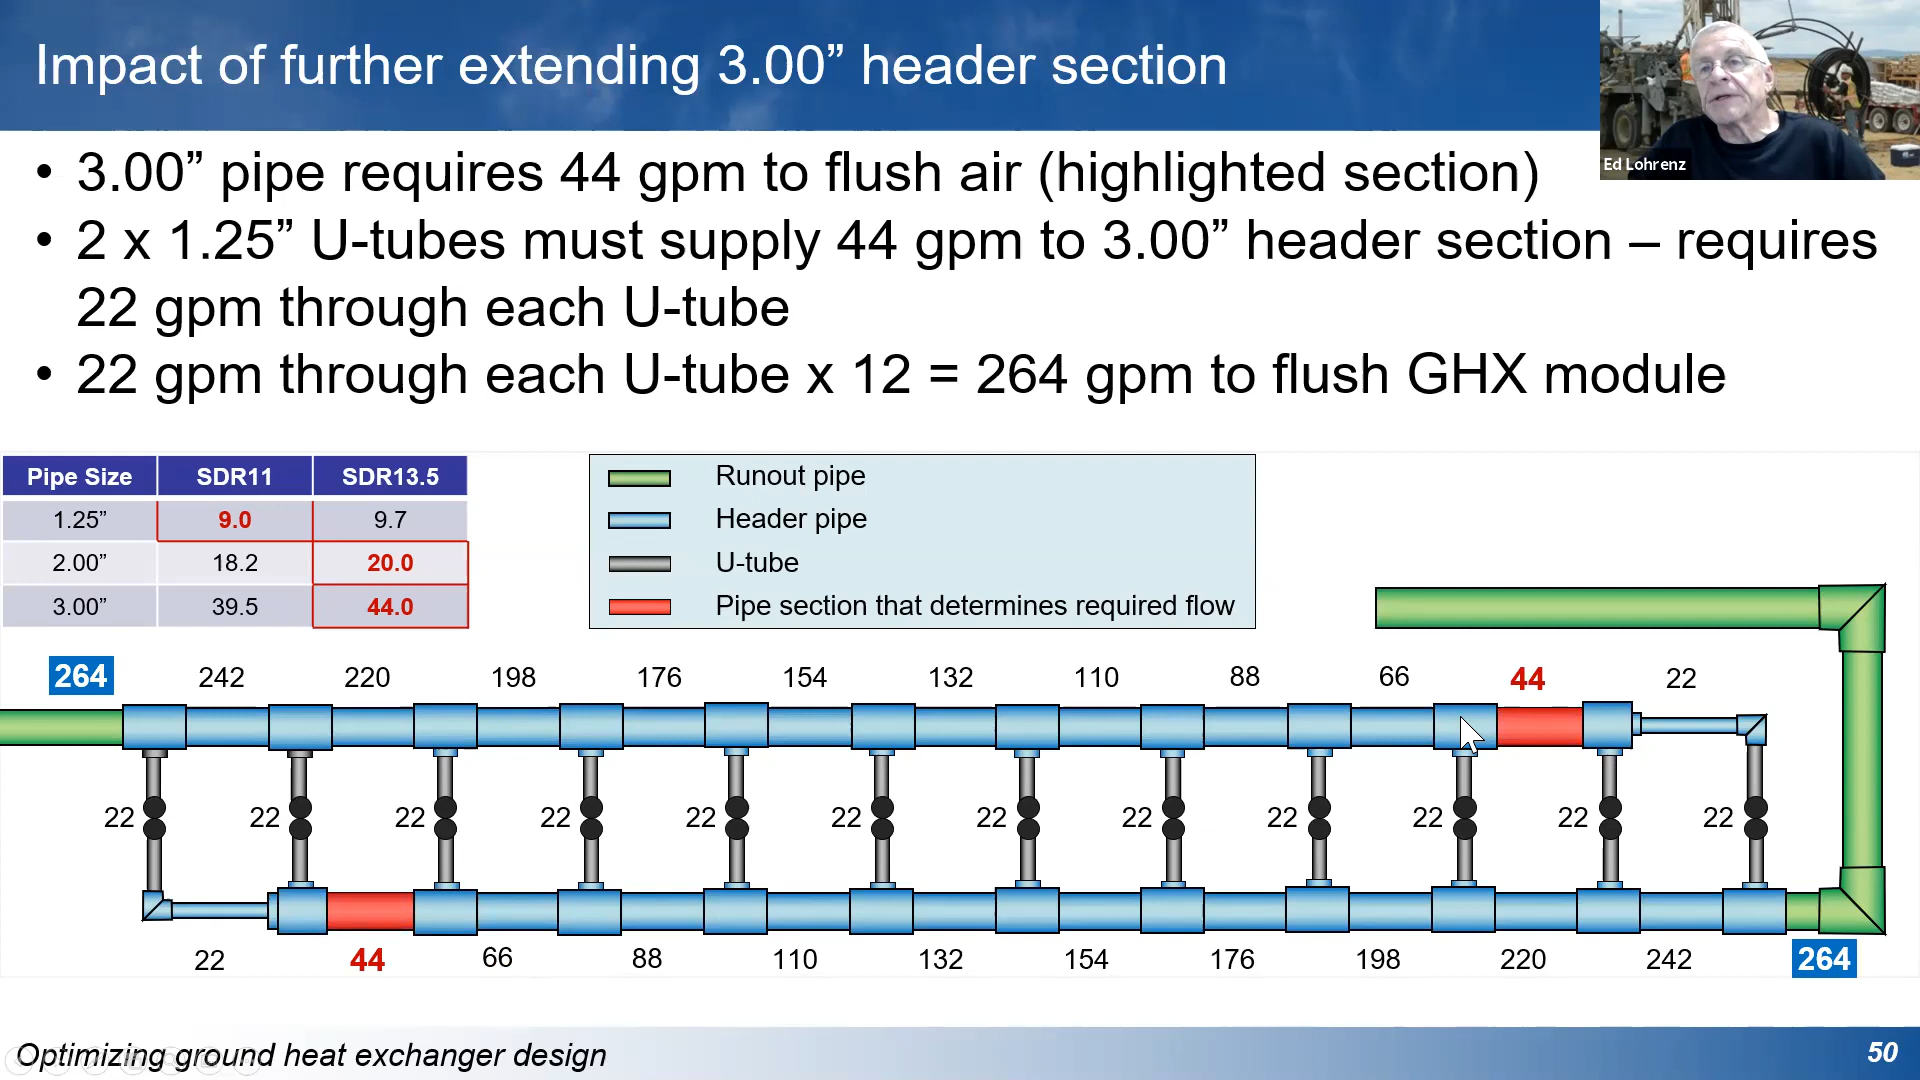 Impact of further extending 3.00” header section
Ed Lohrenz
• 3.00” pipe requires 44 gpm to flush air (highlighted section)
• 2 x 1.25” U-tubes must supply 44 gpm to 3.00” header section – requires
22 gpm through each U-tube
• 22 gpm through each U-tube x 12 = 264 gpm to flush GHX module
Pipe Size SDR11 SDR13.5
1.25” 9.0 9.7
2.00” 18.2 20.0
3.00” 39.5 44.0
Runout pipe
Header pipe
U-tube
Pipe section that determines required flow
264 242 220 198 176 154 132 110 88 66 44 22
22 22 22 22 22 22 22 22 22 22 22 22
22 44 66 88 110 132 154 176 198 220 242 264
Optimizing ground heat exchanger design
50